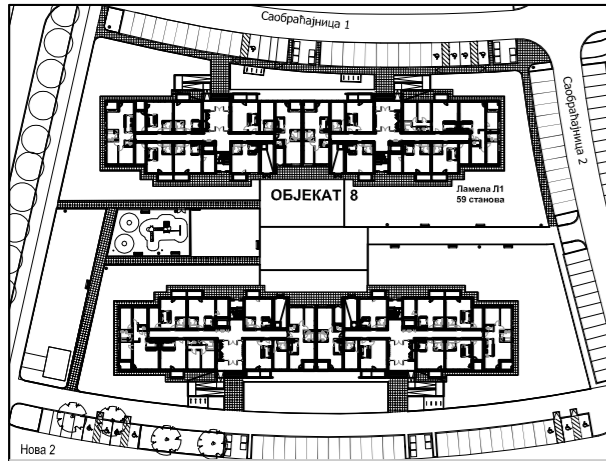 Саобраћајница 1
Саобраћајница 2
ОБЈЕКАТ 8
Ламела Л1
59 станова
Нова 2